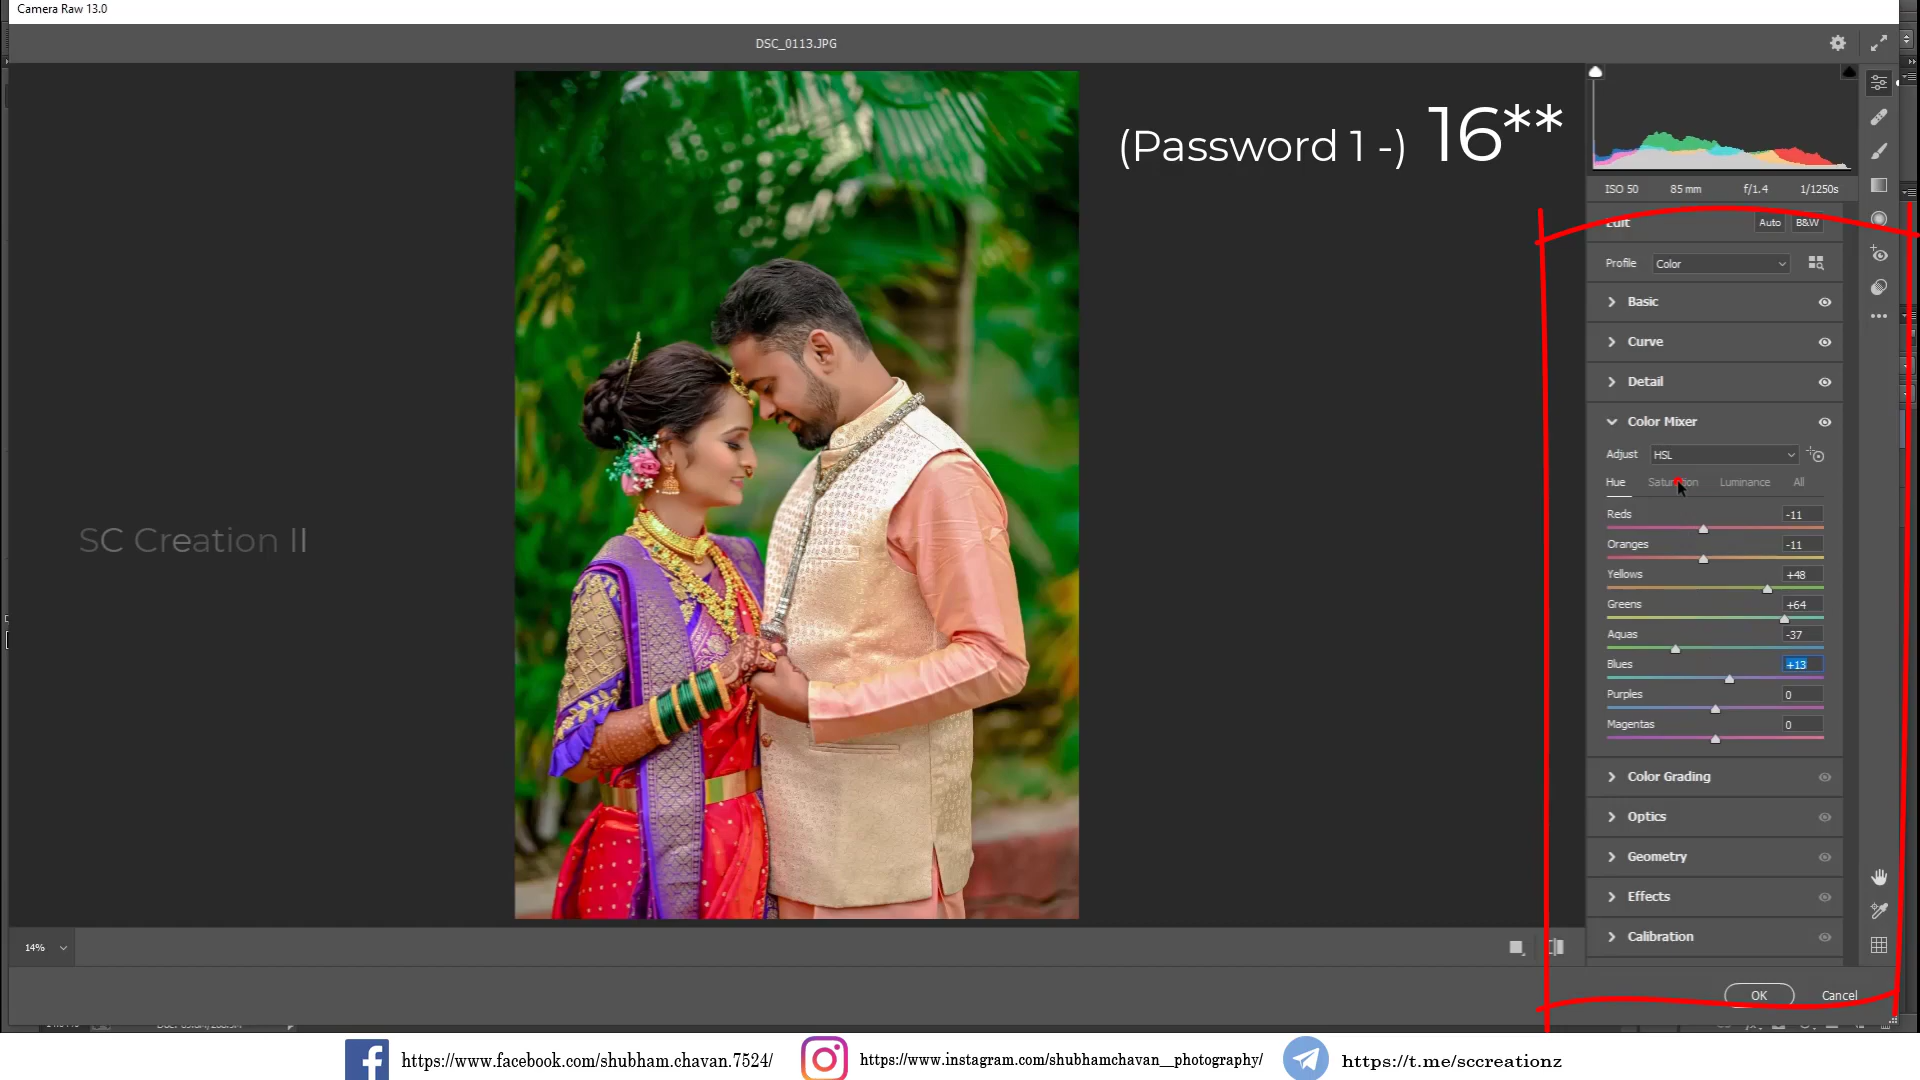 Camera Raw 13.0
DSC_0113.JPG
(Password 1 -) 16**
ISO 50 85 mm f/1.4 1/1250s
Edit Auto B&W
Profile Color
Basic
Curve
Detail
Color Mixer
Adjust HSL
Hue Saturation Luminance All
Reds -11
Oranges -11
Yellows +48
Greens +64
Aquas -37
Blues +13
Purples 0
Magentas 0
Color Grading
Optics
Geometry
Effects
Calibration
SC Creation II
14%
OK Cancel
https://www.facebook.com/shubham.chavan.7524/ https://www.instagram.com/shubhamchavan__photography/ https://t.me/sccreationz